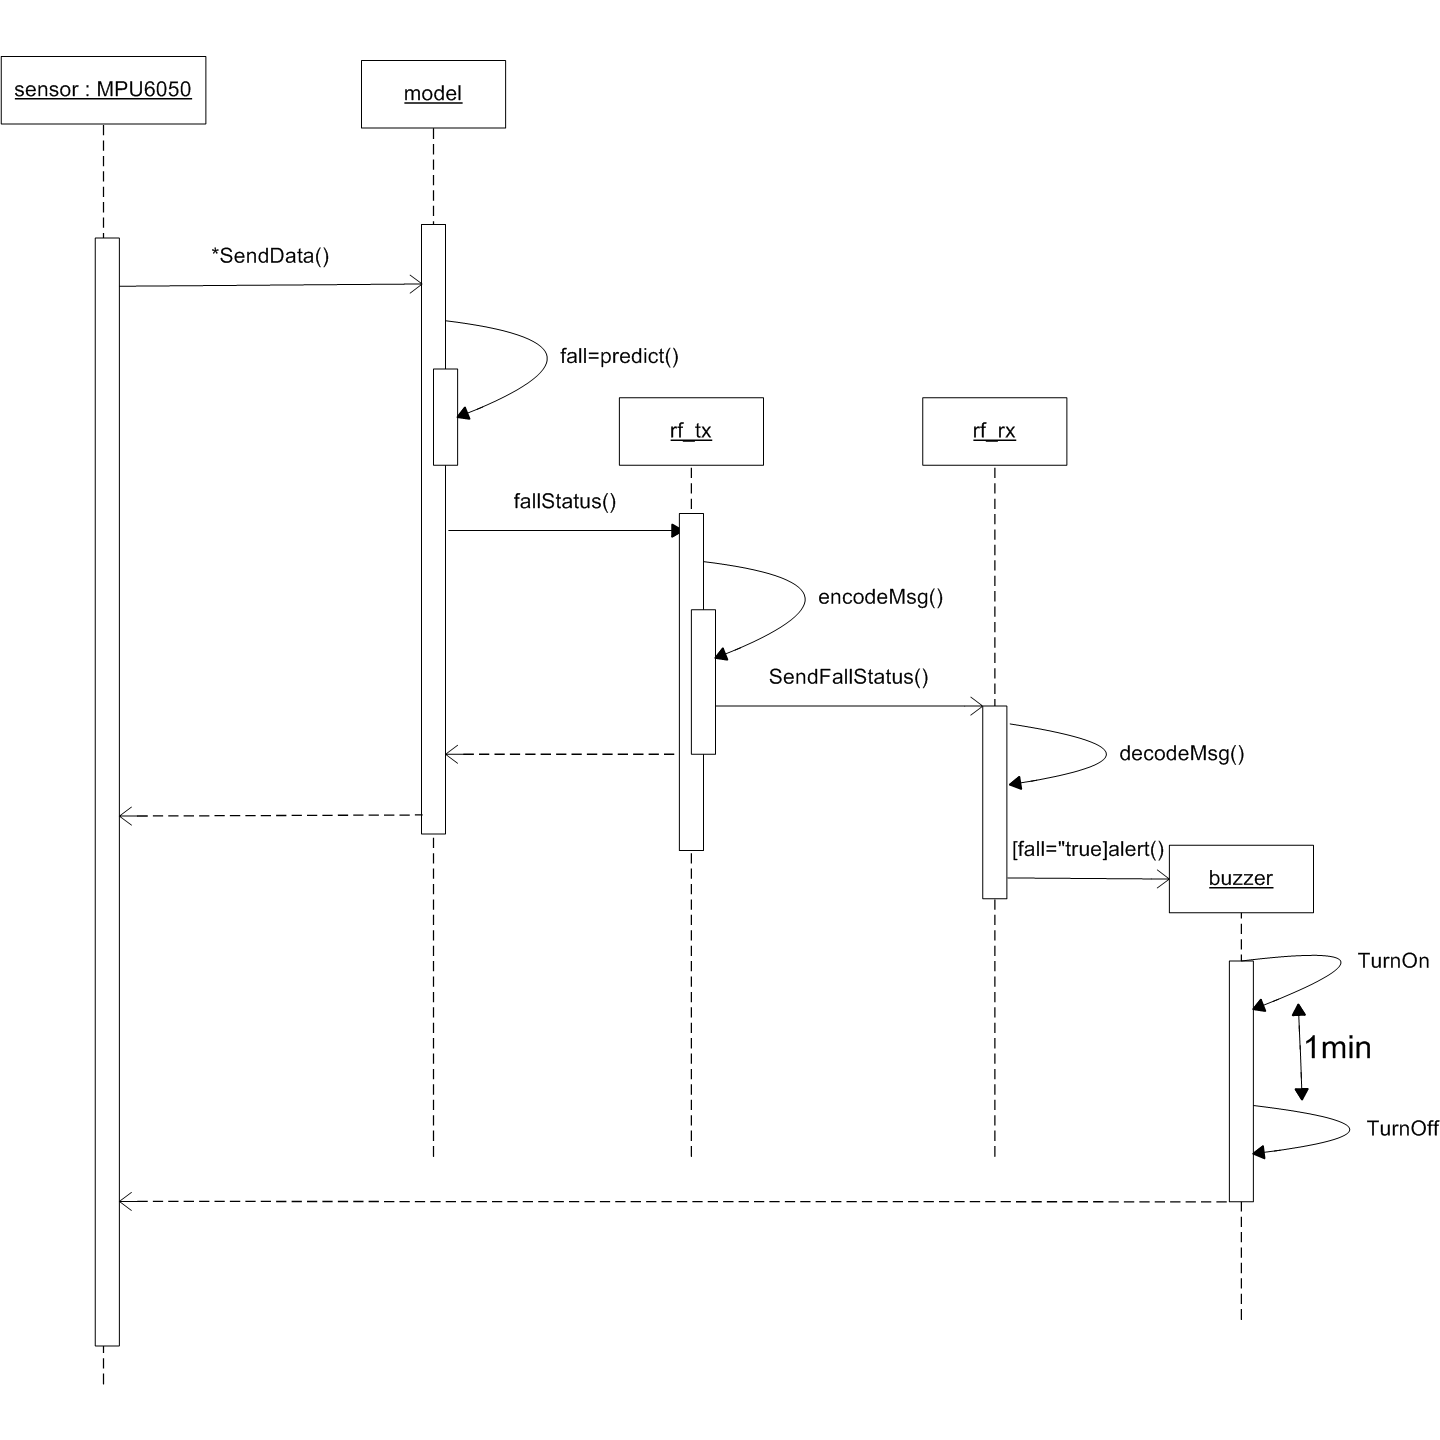 sensor : MPU6050
model
*SendData()
fall=predict()
rf_tx
rf_rx
fallStatus()
encodeMsg()
SendFallStatus()
decodeMsg()
[fall="true]alert()
buzzer
TurnOn
1min
TurnOff